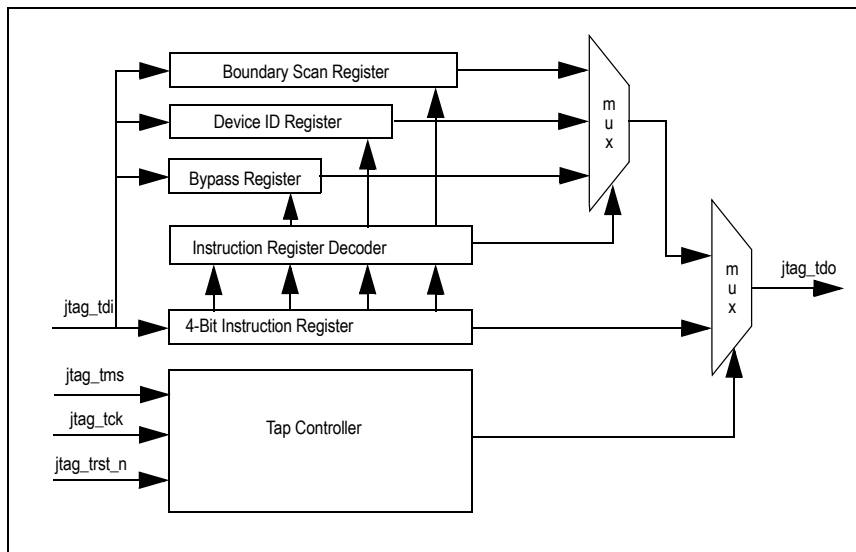 Boundary Scan Register
Device ID Register
Bypass Register
Instruction Register Decoder
4-Bit Instruction Register
Tap Controller
jtag_tdi
jtag_tms
jtag_tck
jtag_trst_n
m
u
x
m
u
x
jtag_tdo